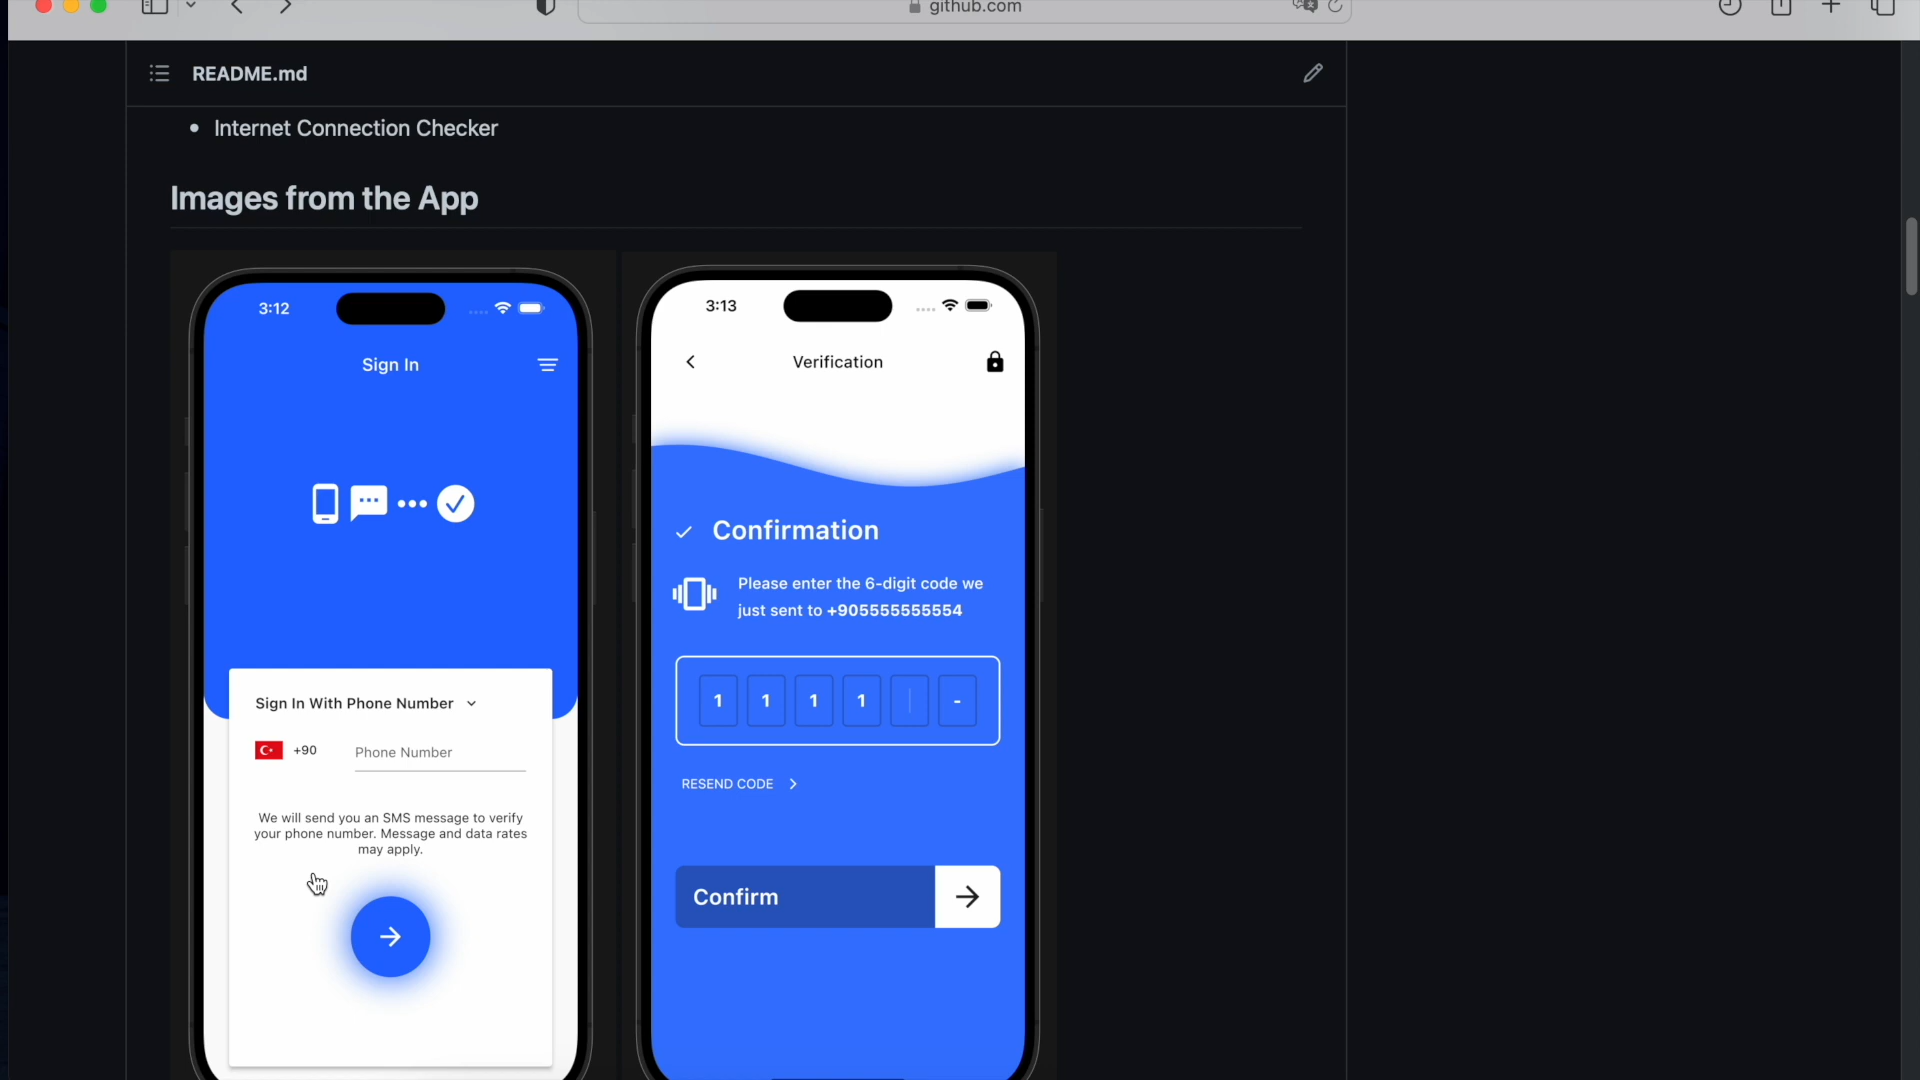 github.com
README.md
Internet Connection Checker
Images from the App
3:12
Sign In
Sign In With Phone Number
+90
Phone Number
We will send you an SMS message to verify
your phone number. Message and data rates
may apply.
3:13
Verification
Confirmation
Please enter the 6-digit code we
just sent to +905555555554
1 1 1 1 -
RESEND CODE
Confirm